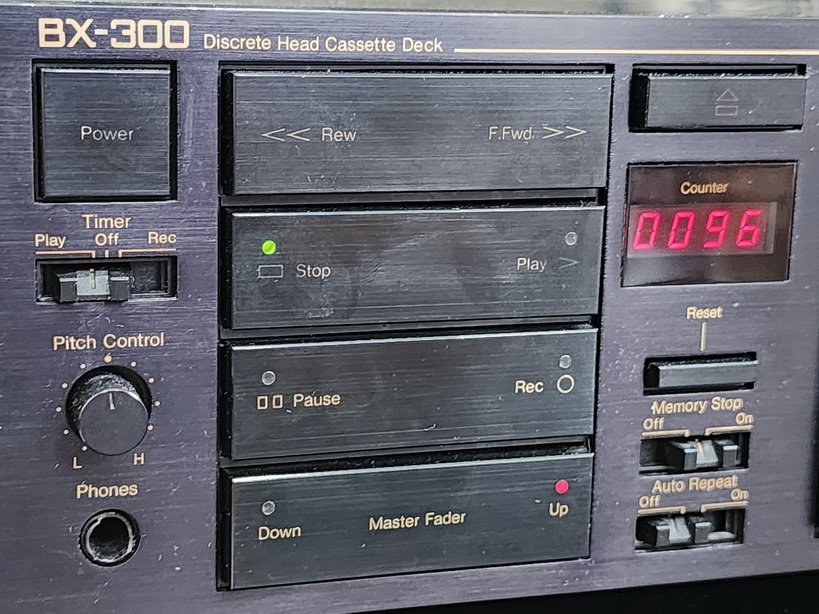 BX-300 Discrete Head Cassette Deck
Power
<< Rew F.Fwd >>
Counter
0096
Timer
Play Off Rec
Stop Play >
Pitch Control
L H
Phones
Pause Rec
Reset
Memory Stop
Off On
Auto Repeat
Off On
Down Master Fader Up